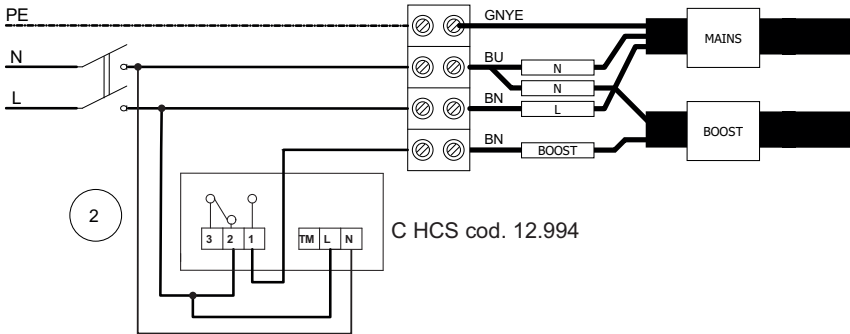 PE
GNYE
MAINS
N
BU
N
N
L
BN
L
BOOST
BN
BOOST
2
3 2 1
TM L N
C HCS cod. 12.994